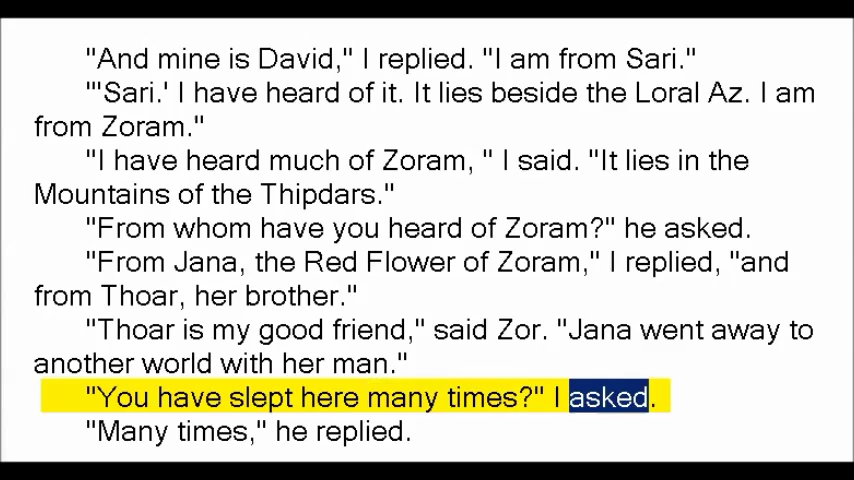 "And mine is David," I replied. "I am from Sari."
"'Sari.' I have heard of it. It lies beside the Loral Az. I am
from Zoram."
"I have heard much of Zoram, " I said. "It lies in the
Mountains of the Thipdars."
"From whom have you heard of Zoram?" he asked.
"From Jana, the Red Flower of Zoram," I replied, "and
from Thoar, her brother."
"Thoar is my good friend," said Zor. "Jana went away to
another world with her man."
"You have slept here many times?" I asked.
"Many times," he replied.